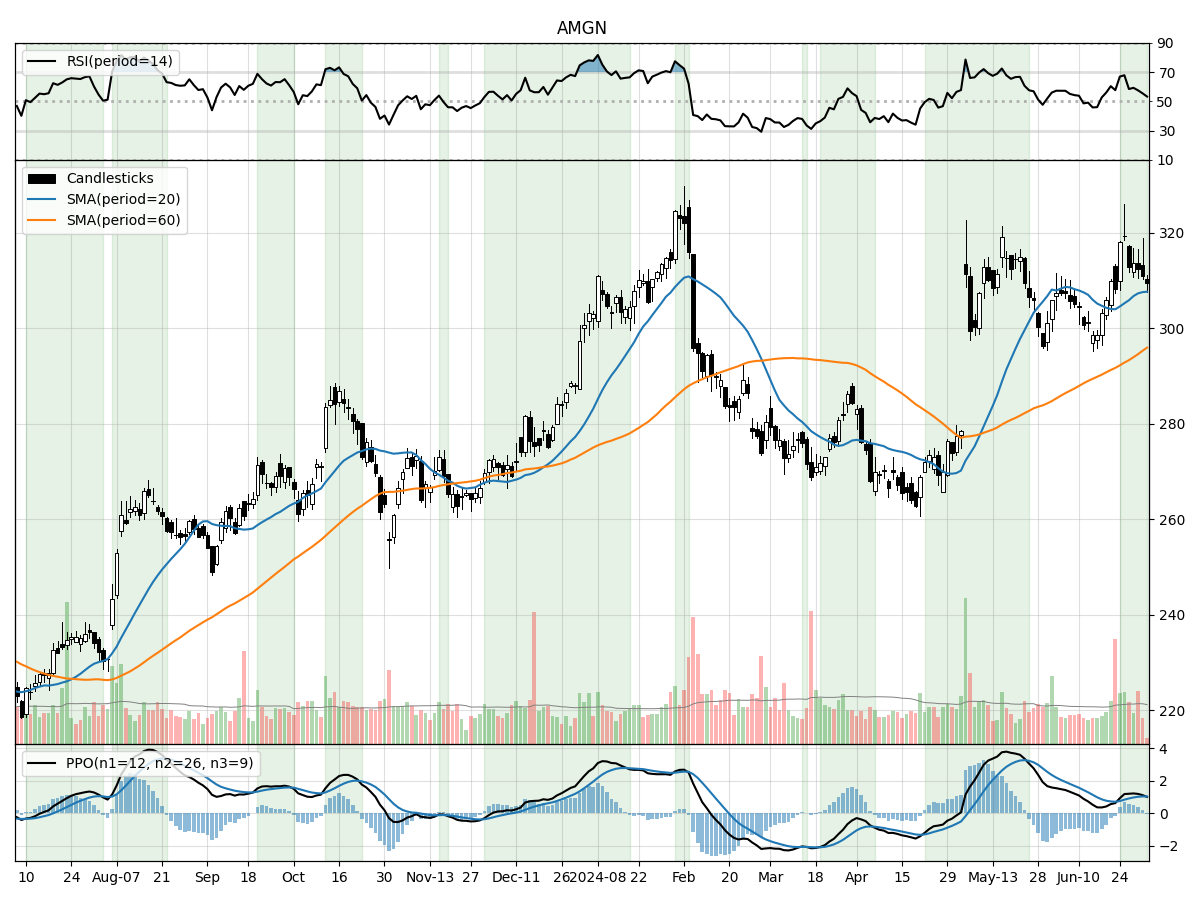 AMGN
RSI(period=14)
90
70
50
30
10
Candlesticks
SMA(period=20)
SMA(period=60)
320
300
280
260
240
220
PPO(n1=12, n2=26, n3=9)
4
2
0
−2
10 24 Aug-07 21 Sep 18 Oct 16 30 Nov-13 27 Dec-11 26 2024-08 22 Feb 20 Mar 18 Apr 15 29 May-13 28 Jun-10 24